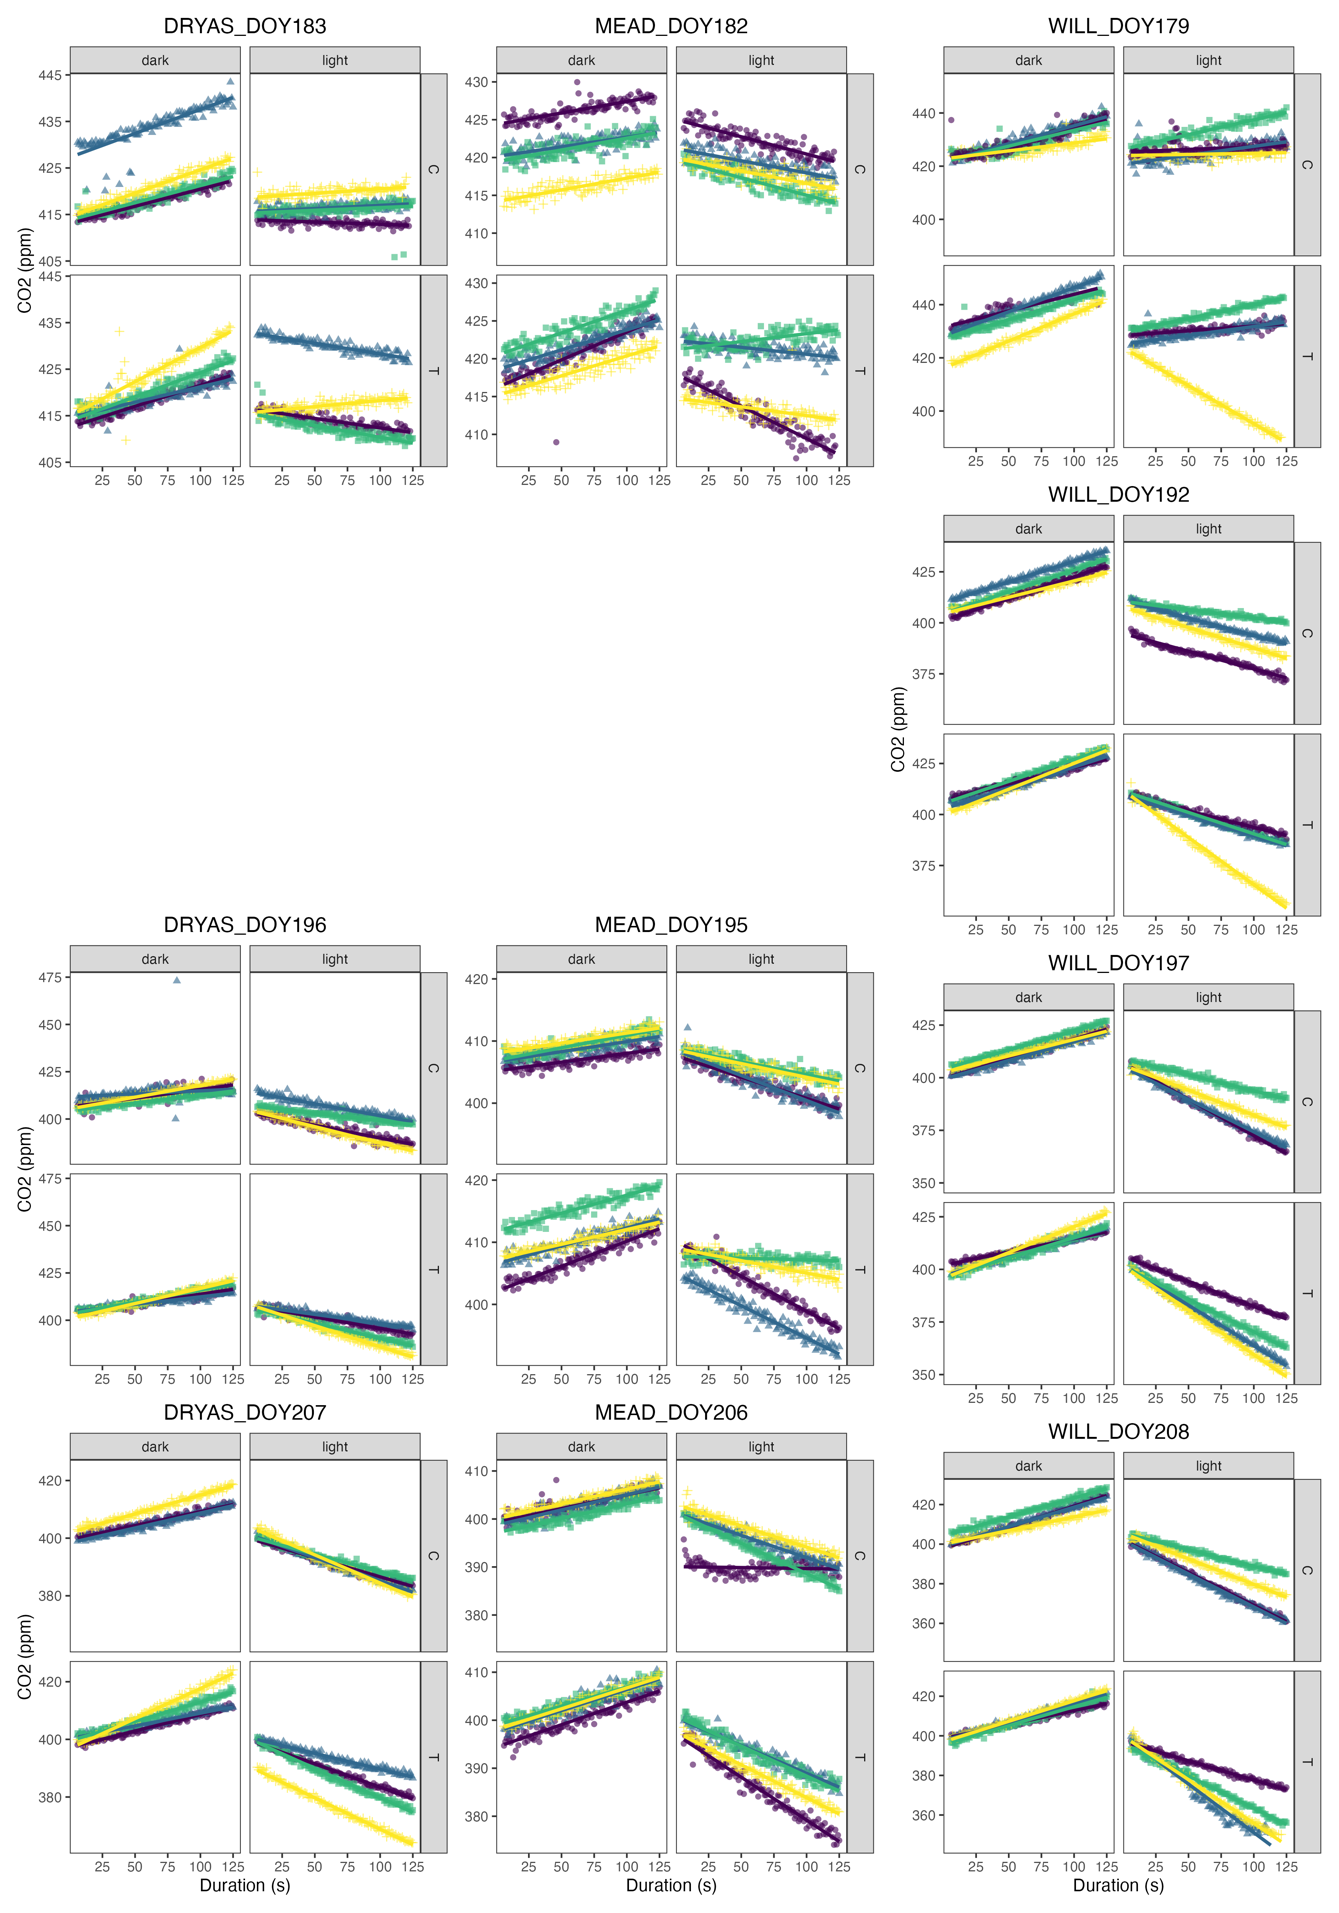 DRYAS_DOY183 MEAD_DOY182 WILL_DOY179
dark light dark light dark light
445 435 425 415 405 C
430 425 420 415 410 C
440 420 400 C
CO2 (ppm)
445 435 425 415 405 T
430 425 420 415 410 T
440 420 400 T
25 50 75 100 125 25 50 75 100 125
25 50 75 100 125 25 50 75 100 125
25 50 75 100 125 25 50 75 100 125
WILL_DOY192
dark light
425 400 375 C
CO2 (ppm)
425 400 375 T
25 50 75 100 125 25 50 75 100 125
DRYAS_DOY196 MEAD_DOY195 WILL_DOY197
dark light dark light dark light
475 450 425 400 C
420 410 400 C
425 400 375 350 C
CO2 (ppm)
475 450 425 400 T
420 410 400 T
425 400 375 350 T
25 50 75 100 125 25 50 75 100 125
25 50 75 100 125 25 50 75 100 125
25 50 75 100 125 25 50 75 100 125
DRYAS_DOY207 MEAD_DOY206 WILL_DOY208
dark light dark light dark light
420 400 380 C
410 400 390 380 C
420 400 380 360 C
CO2 (ppm)
420 400 380 T
410 400 390 380 T
420 400 380 360 T
25 50 75 100 125 25 50 75 100 125
25 50 75 100 125 25 50 75 100 125
25 50 75 100 125 25 50 75 100 125
Duration (s) Duration (s) Duration (s)